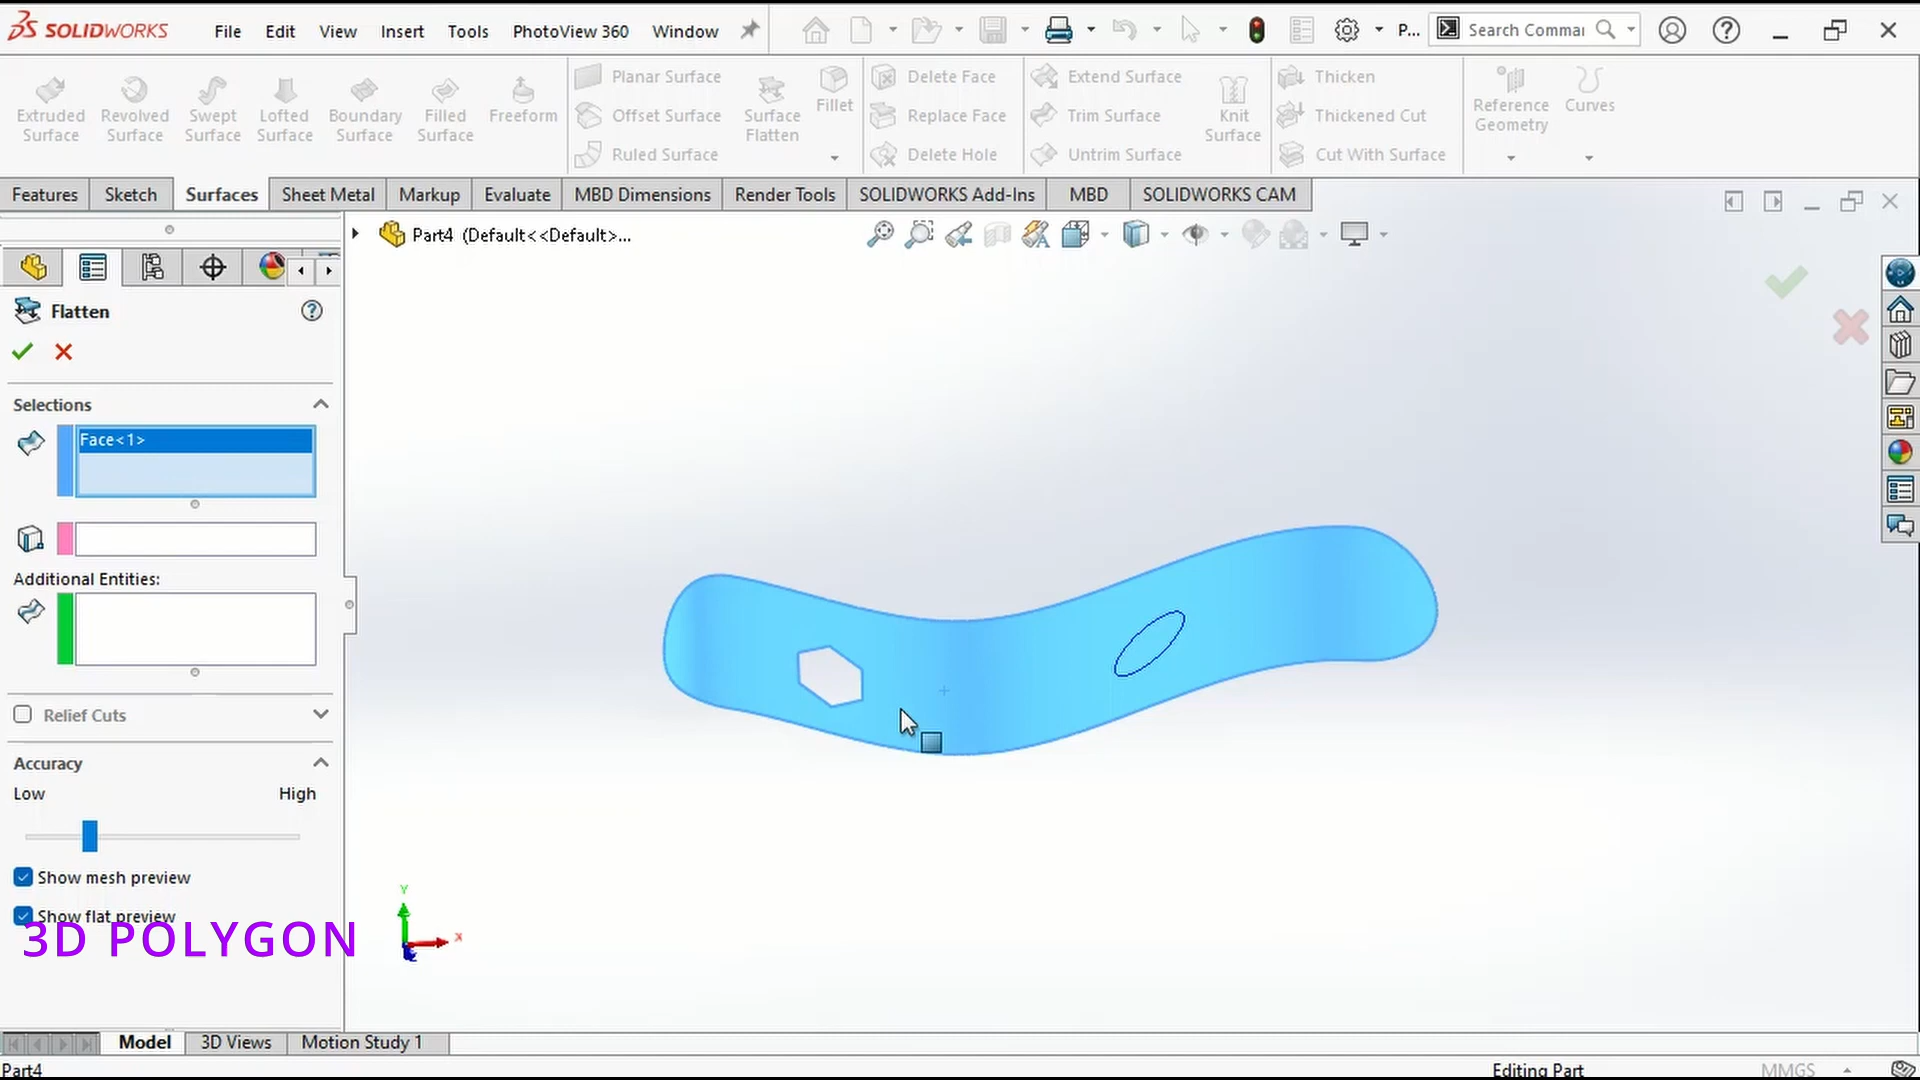 SOLIDWORKS File Edit View Insert Tools PhotoView 360 Window P... Search Commar
Extruded Surface Revolved Surface Swept Surface Lofted Surface Boundary Surface Filled Surface Freeform
Planar Surface
Offset Surface
Ruled Surface
Surface Flatten
Fillet
Delete Face
Replace Face
Delete Hole
Extend Surface
Trim Surface
Untrim Surface
Knit Surface
Thicken
Thickened Cut
Cut With Surface
Reference Geometry
Curves
Features Sketch Surfaces Sheet Metal Markup Evaluate MBD Dimensions Render Tools SOLIDWORKS Add-Ins MBD SOLIDWORKS CAM
Part4 (Default<<Default>...
Flatten
Selections
Face<1>
Additional Entities:
Relief Cuts
Accuracy
Low High
Show mesh preview
Show flat preview
3D POLYGON
Y
X
Model 3D Views Motion Study 1
Part4 Editing Part MMGS